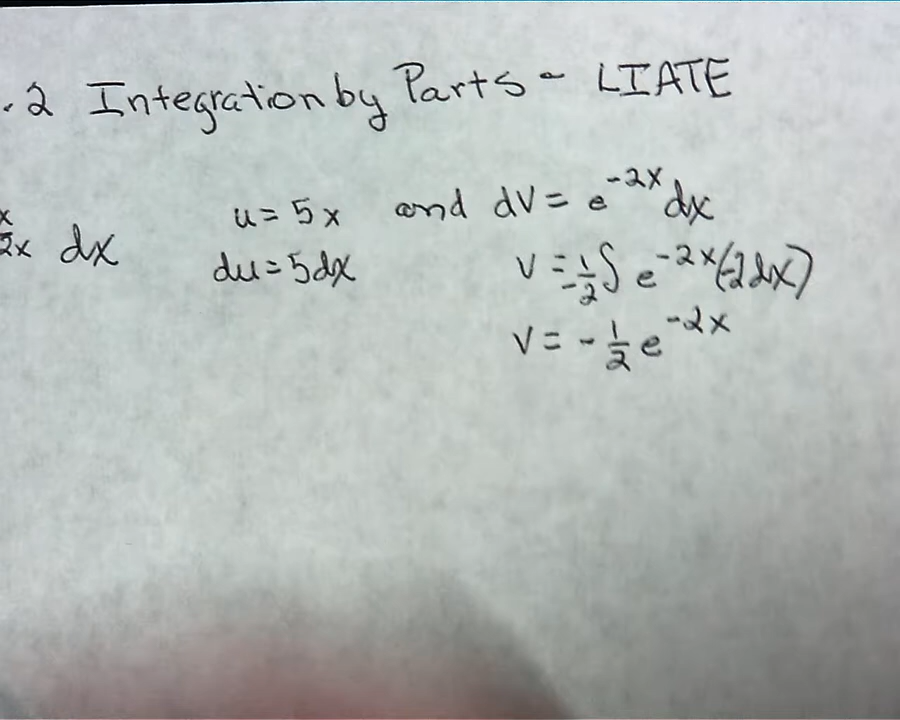 .2 Integration by Parts - LIATE
x
2x dx u = 5x and dv = e^{-2x} dx
du = 5dx v = -1/2 ∫ e^{-2x}(-2dx)
v = -1/2 e^{-2x}